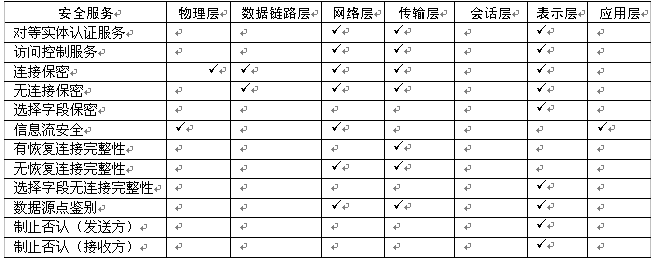 安全服务 物理层 数据链路层 网络层 传输层 会话层 表示层 应用层
对等实体认证服务 ✓ ✓ ✓
访问控制服务 ✓ ✓ ✓
连接保密 ✓ ✓ ✓ ✓ ✓
无连接保密 ✓ ✓ ✓ ✓
选择字段保密 ✓
信息流安全 ✓ ✓ ✓
有恢复连接完整性 ✓
无恢复连接完整性 ✓ ✓
选择字段无连接完整性 ✓
数据源点鉴别 ✓ ✓ ✓
制止否认（发送方） ✓
制止否认（接收方） ✓